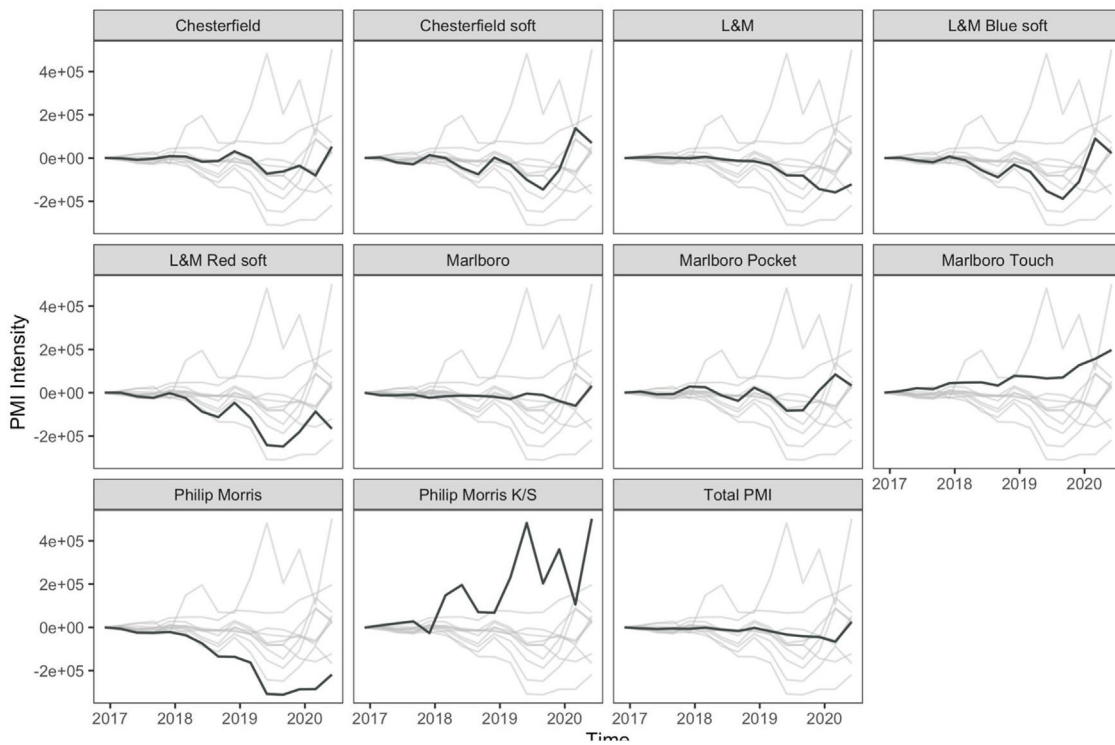 Chesterfield
Chesterfield soft
L&M
L&M Blue soft
4e+05
2e+05
0e+00
-2e+05
L&M Red soft
Marlboro
Marlboro Pocket
Marlboro Touch
4e+05
2e+05
0e+00
-2e+05
2017 2018 2019 2020
Philip Morris
Philip Morris K/S
Total PMI
4e+05
2e+05
0e+00
-2e+05
2017 2018 2019 2020
2017 2018 2019 2020
2017 2018 2019 2020
PMI Intensity
Time